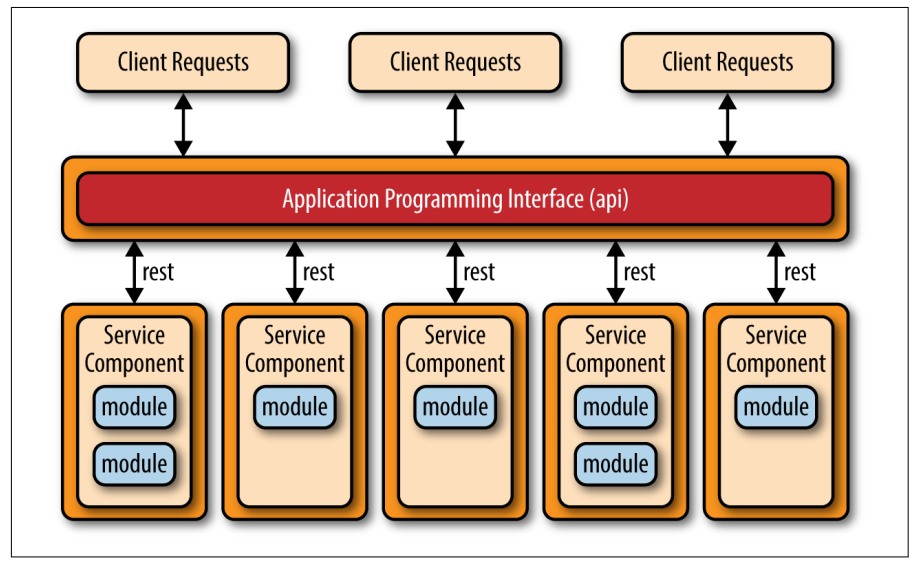 Client Requests
Client Requests
Client Requests
Application Programming Interface (api)
rest
rest
rest
rest
rest
Service
Component
module
module
Service
Component
module
Service
Component
module
Service
Component
module
module
Service
Component
module